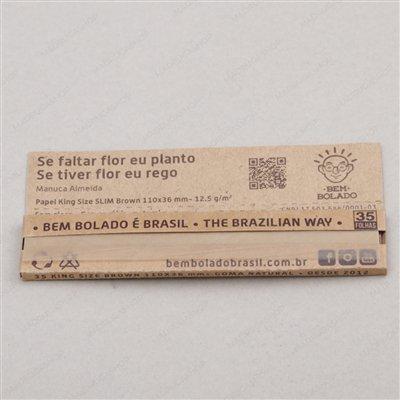 Se faltar flor eu planto
Se tiver flor eu rego
Manuca Almeida
Papel King Size SLIM Brown 110x36 mm- 12.5 g/m²
•BEM•
BOLADO
• BEM BOLADO É BRASIL • THE BRAZILIAN WAY •
35
FOLHAS
bemboladobrasil.com.br
35 KING SIZE BROWN 110X36 MM• GOMA NATURAL • DESDE 2012